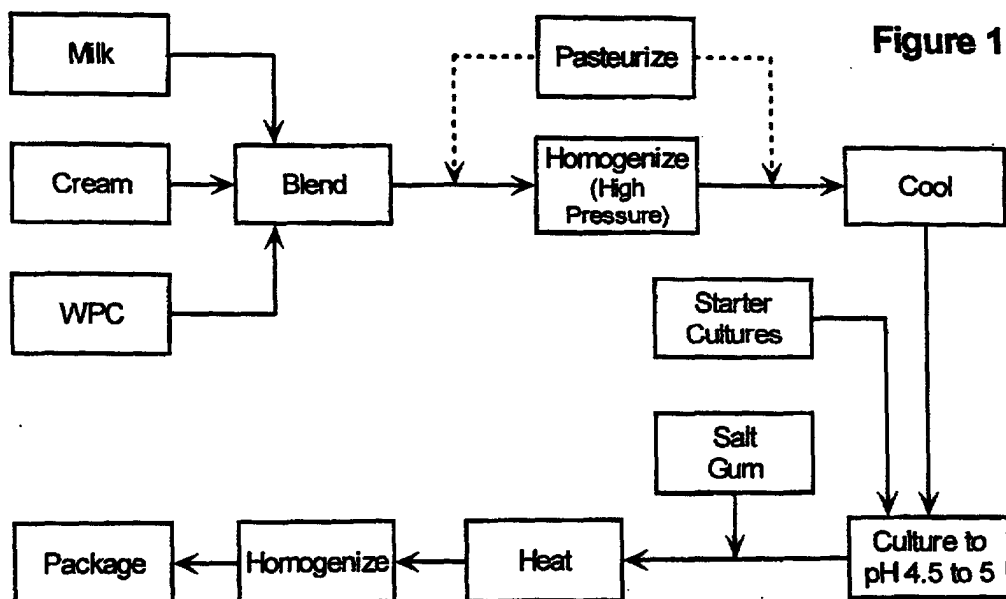 Figure 1
Milk
Pasteurize
Cream
Blend
Homogenize
(High
Pressure)
Cool
WPC
Starter
Cultures
Salt
Gum
Package
Homogenize
Heat
Culture to
pH 4.5 to 5